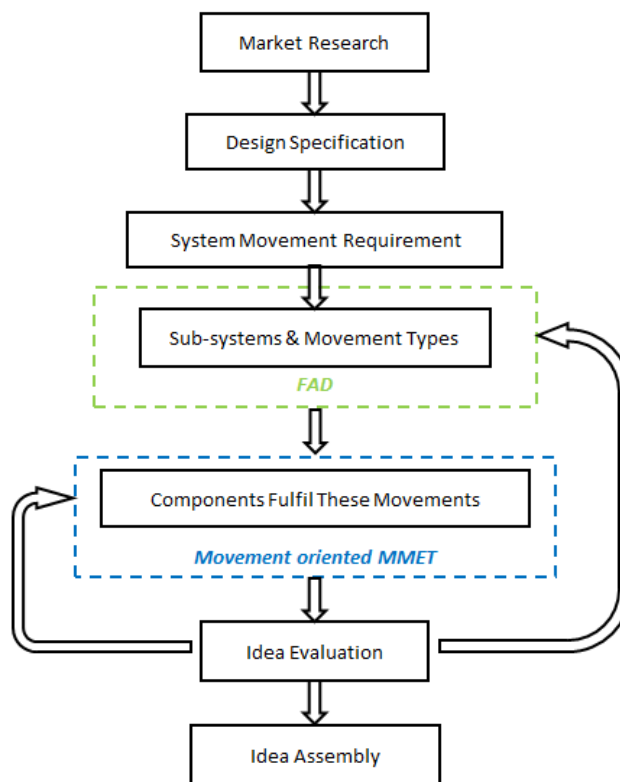 Market Research
Design Specification
System Movement Requirement
Sub-systems & Movement Types
FAD
Components Fulfil These Movements
Movement oriented MMET
Idea Evaluation
Idea Assembly